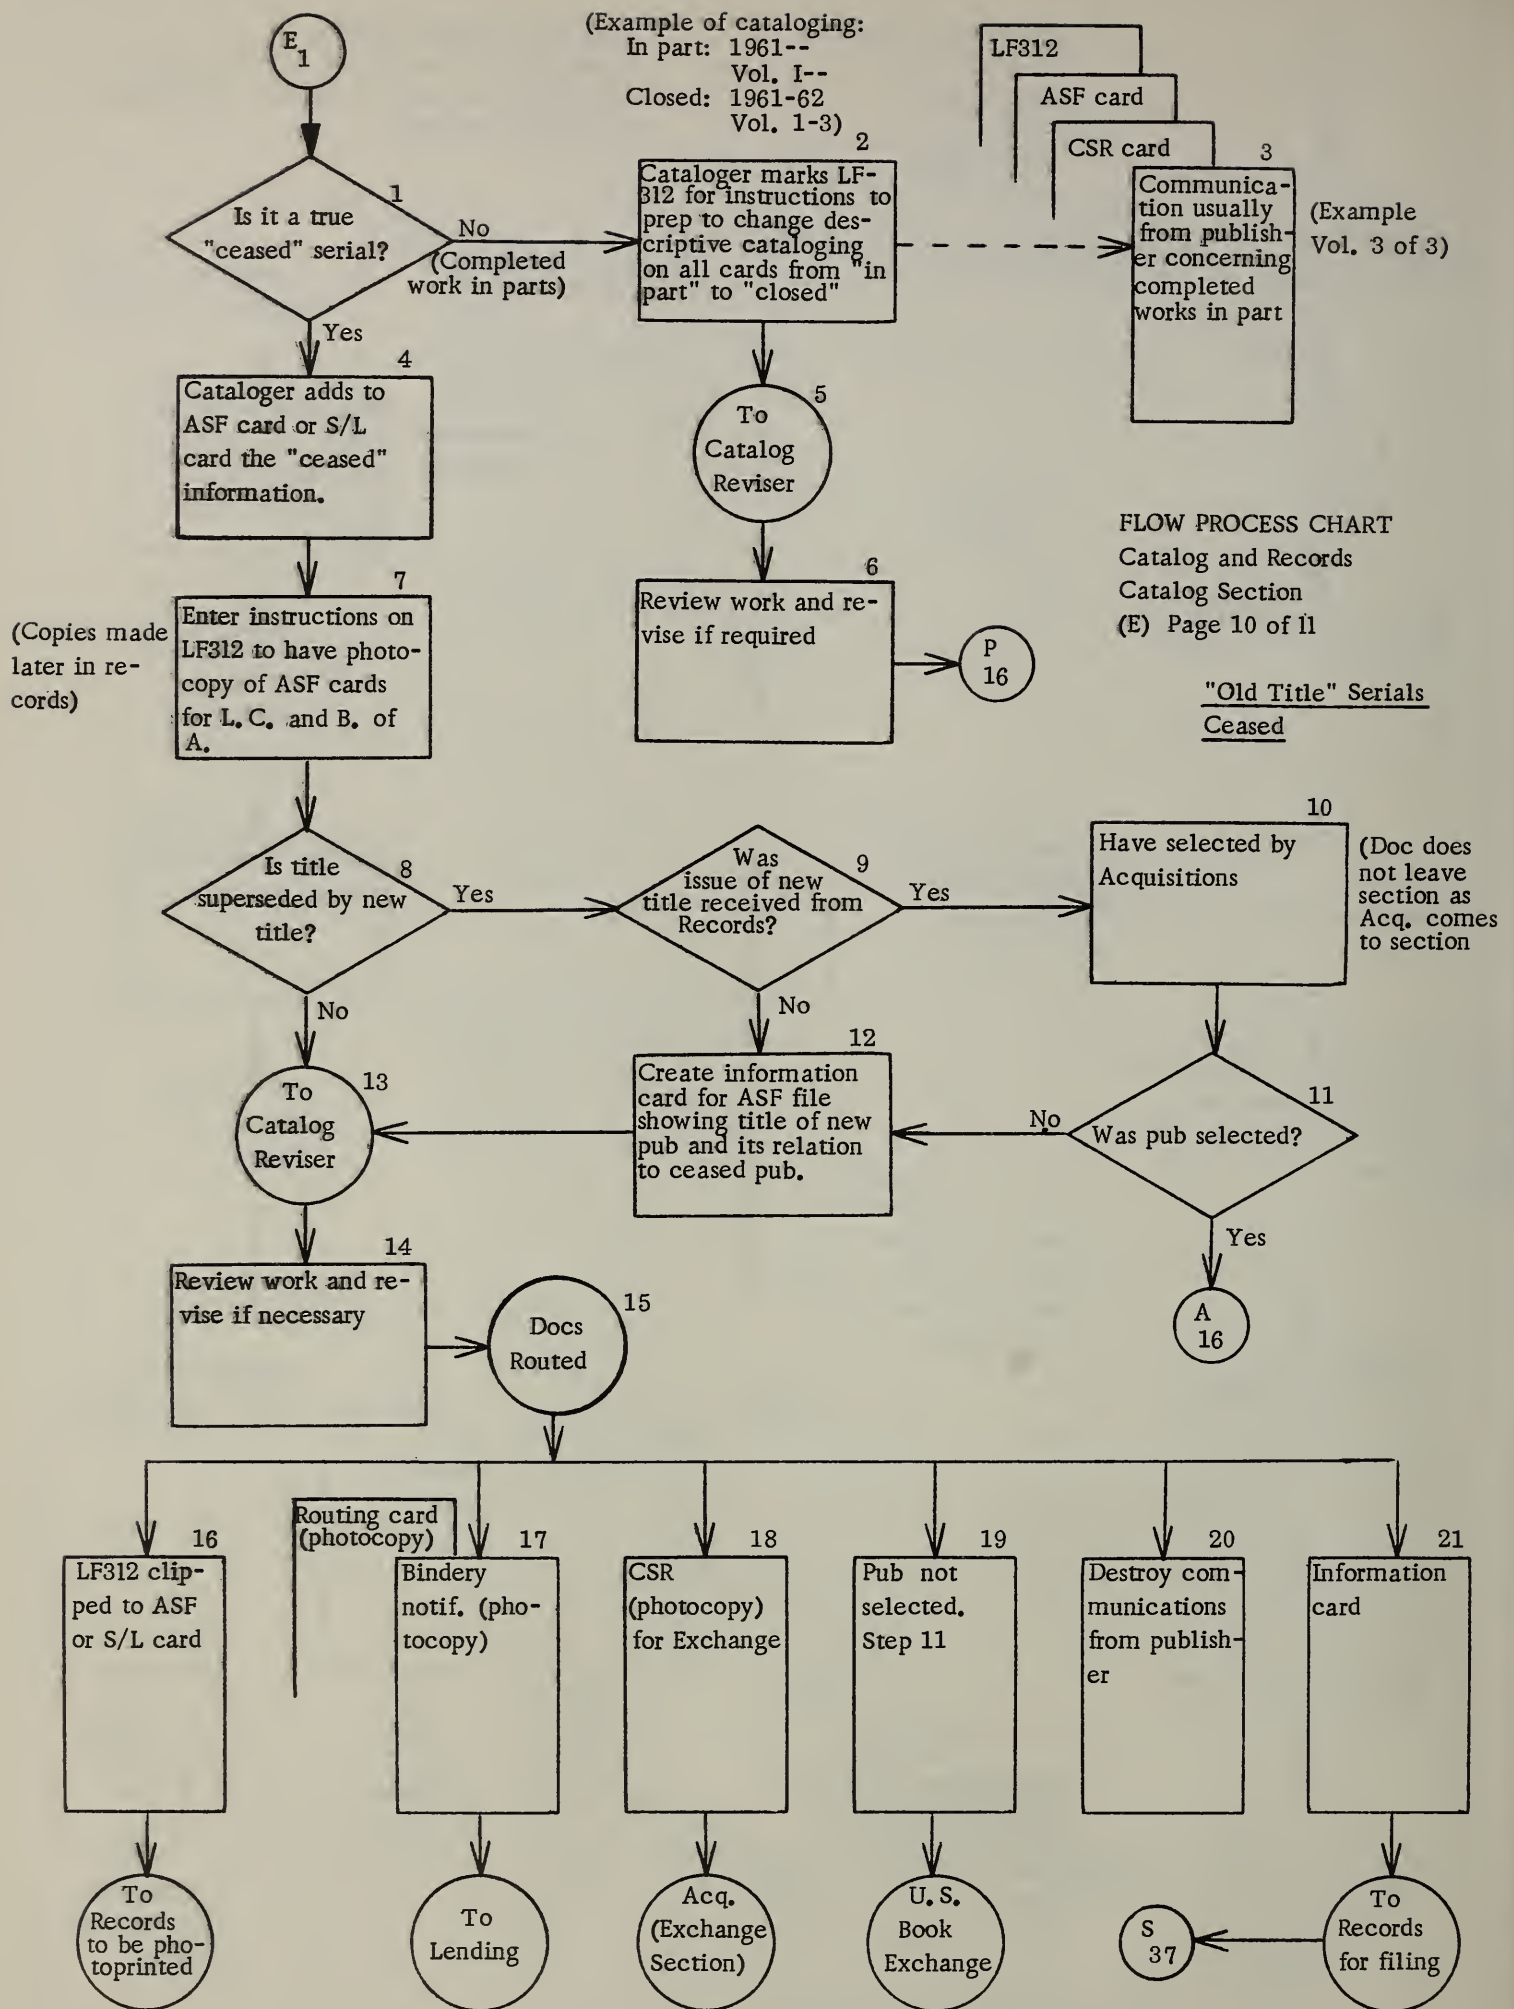 E
1
(Example of cataloging:
In part: 1961--
Vol. I--
Closed: 1961-62
Vol. 1-3)
LF312
ASF card
CSR card
1
Is it a true
"ceased" serial?
No
(Completed
work in parts)
2
Cataloger marks LF-
312 for instructions to
prep to change des-
criptive cataloging
on all cards from "in
part" to "closed"
3
Communica-
tion usually
from publish-
er concerning
completed
works in part
(Example
Vol. 3 of 3)
Yes
4
Cataloger adds to
ASF card or S/L
card the "ceased"
information.
5
To
Catalog
Reviser
FLOW PROCESS CHART
Catalog and Records
Catalog Section
(E) Page 10 of 11
"Old Title" Serials
Ceased
6
Review work and re-
vise if required
P
16
(Copies made
later in re-
cords)
7
Enter instructions on
LF312 to have photo-
copy of ASF cards
for L. C. and B. of
A.
8
Is title
superseded by new
title?
Yes
9
Was
issue of new
title received from
Records?
Yes
10
Have selected by
Acquisitions
(Doc does
not leave
section as
Acq. comes
to section
No
No
11
Was pub selected?
No
12
Create information
card for ASF file
showing title of new
pub and its relation
to ceased pub.
13
To
Catalog
Reviser
Yes
A
16
14
Review work and re-
vise if necessary
15
Docs
Routed
16
LF312 clip-
ped to ASF
or S/L card
Routing card
(photocopy)
17
Bindery
notif. (pho-
tocopy)
18
CSR
(photocopy)
for Exchange
19
Pub not
selected.
Step 11
20
Destroy com-
munications
from publish-
er
21
Information
card
To
Records
to be pho-
toprinted
To
Lending
Acq.
(Exchange
Section)
U. S.
Book
Exchange
S
37
To
Records
for filing